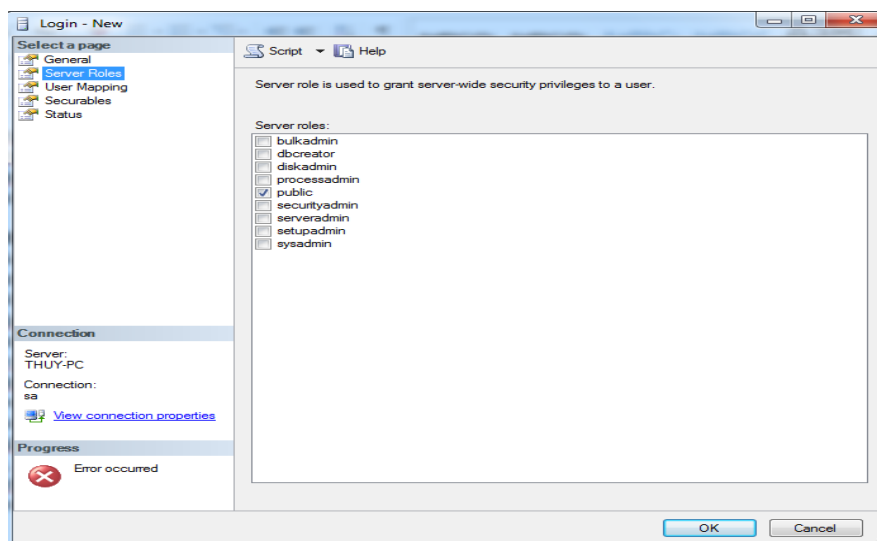 Login - New
Select a page
General
Server Roles
User Mapping
Securables
Status
Script
Help
Server role is used to grant server-wide security privileges to a user.
Server roles:
bulkadmin
dbcreator
diskadmin
processadmin
public
securityadmin
serveradmin
setupadmin
sysadmin
Connection
Server:
THUY-PC
Connection:
sa
View connection properties
Progress
Error occurred
OK
Cancel